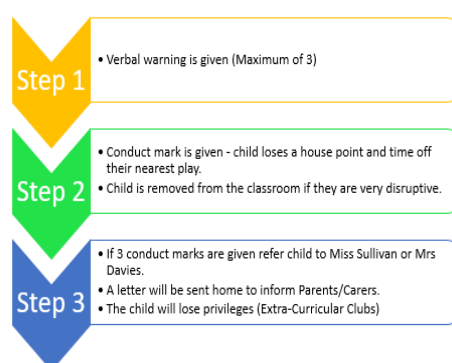 Step 1
• Verbal warning is given (Maximum of 3)
Step 2
• Conduct mark is given - child loses a house point and time off
their nearest play.
• Child is removed from the classroom if they are very disruptive.
Step 3
• If 3 conduct marks are given refer child to Miss Sullivan or Mrs
Davies.
• A letter will be sent home to inform Parents/Carers.
• The child will lose privileges (Extra-Curricular Clubs)